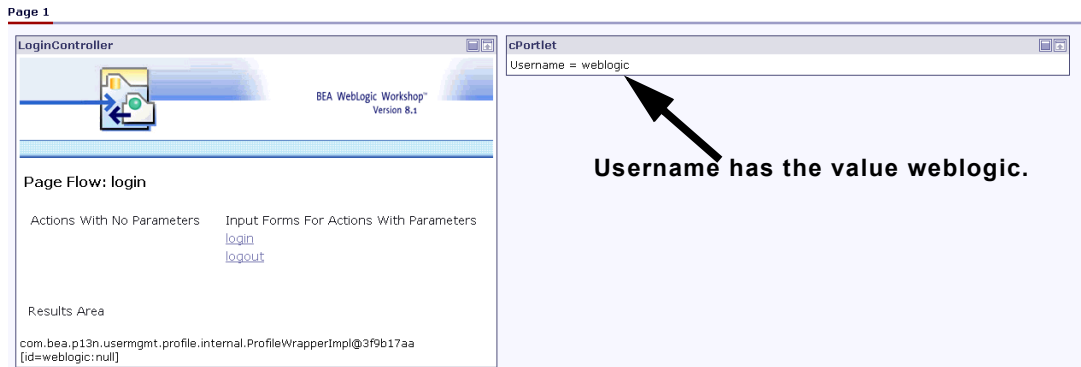 Page 1
LoginController
BEA WebLogic Workshop™
Version 8.1
Page Flow: login
Actions With No Parameters
Input Forms For Actions With Parameters
login
logout
Results Area
com.bea.p13n.usermgmt.profile.internal.ProfileWrapperImpl@3f9b17aa
[id=weblogic:null]
cPortlet
Username = weblogic
Username has the value weblogic.